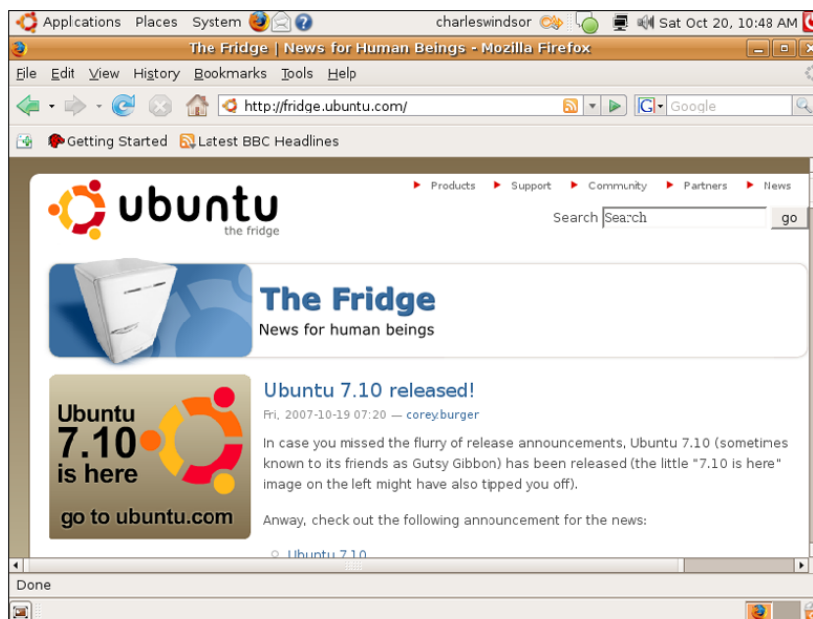 Applications Places System charleswindsor Sat Oct 20, 10:48 AM
The Fridge | News for Human Beings - Mozilla Firefox
File Edit View History Bookmarks Tools Help
http://fridge.ubuntu.com/ G Google
Getting Started Latest BBC Headlines
Products Support Community Partners News
ubuntu
the fridge
Search Search go
The Fridge
News for human beings
Ubuntu
7.10
is here
go to ubuntu.com
Ubuntu 7.10 released!
Fri, 2007-10-19 07:20 — corey.burger
In case you missed the flurry of release announcements, Ubuntu 7.10 (sometimes
known to its friends as Gutsy Gibbon) has been released (the little "7.10 is here"
image on the left might have also tipped you off).
Anway, check out the following announcement for the news:
Ubuntu 7.10
Done